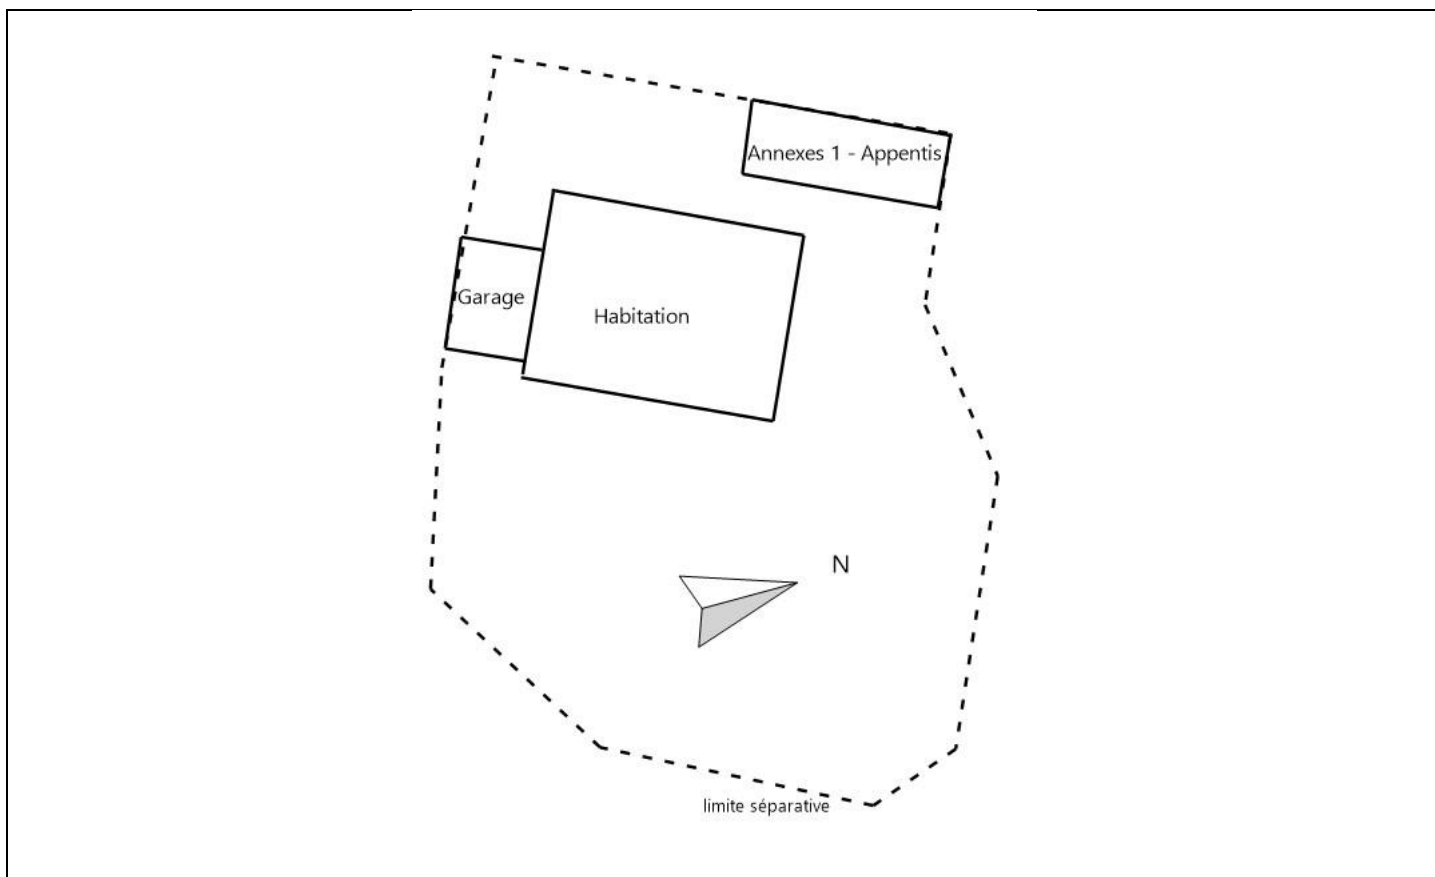 Annexes 1 - Appentis
Garage
Habitation
N
limite séparative